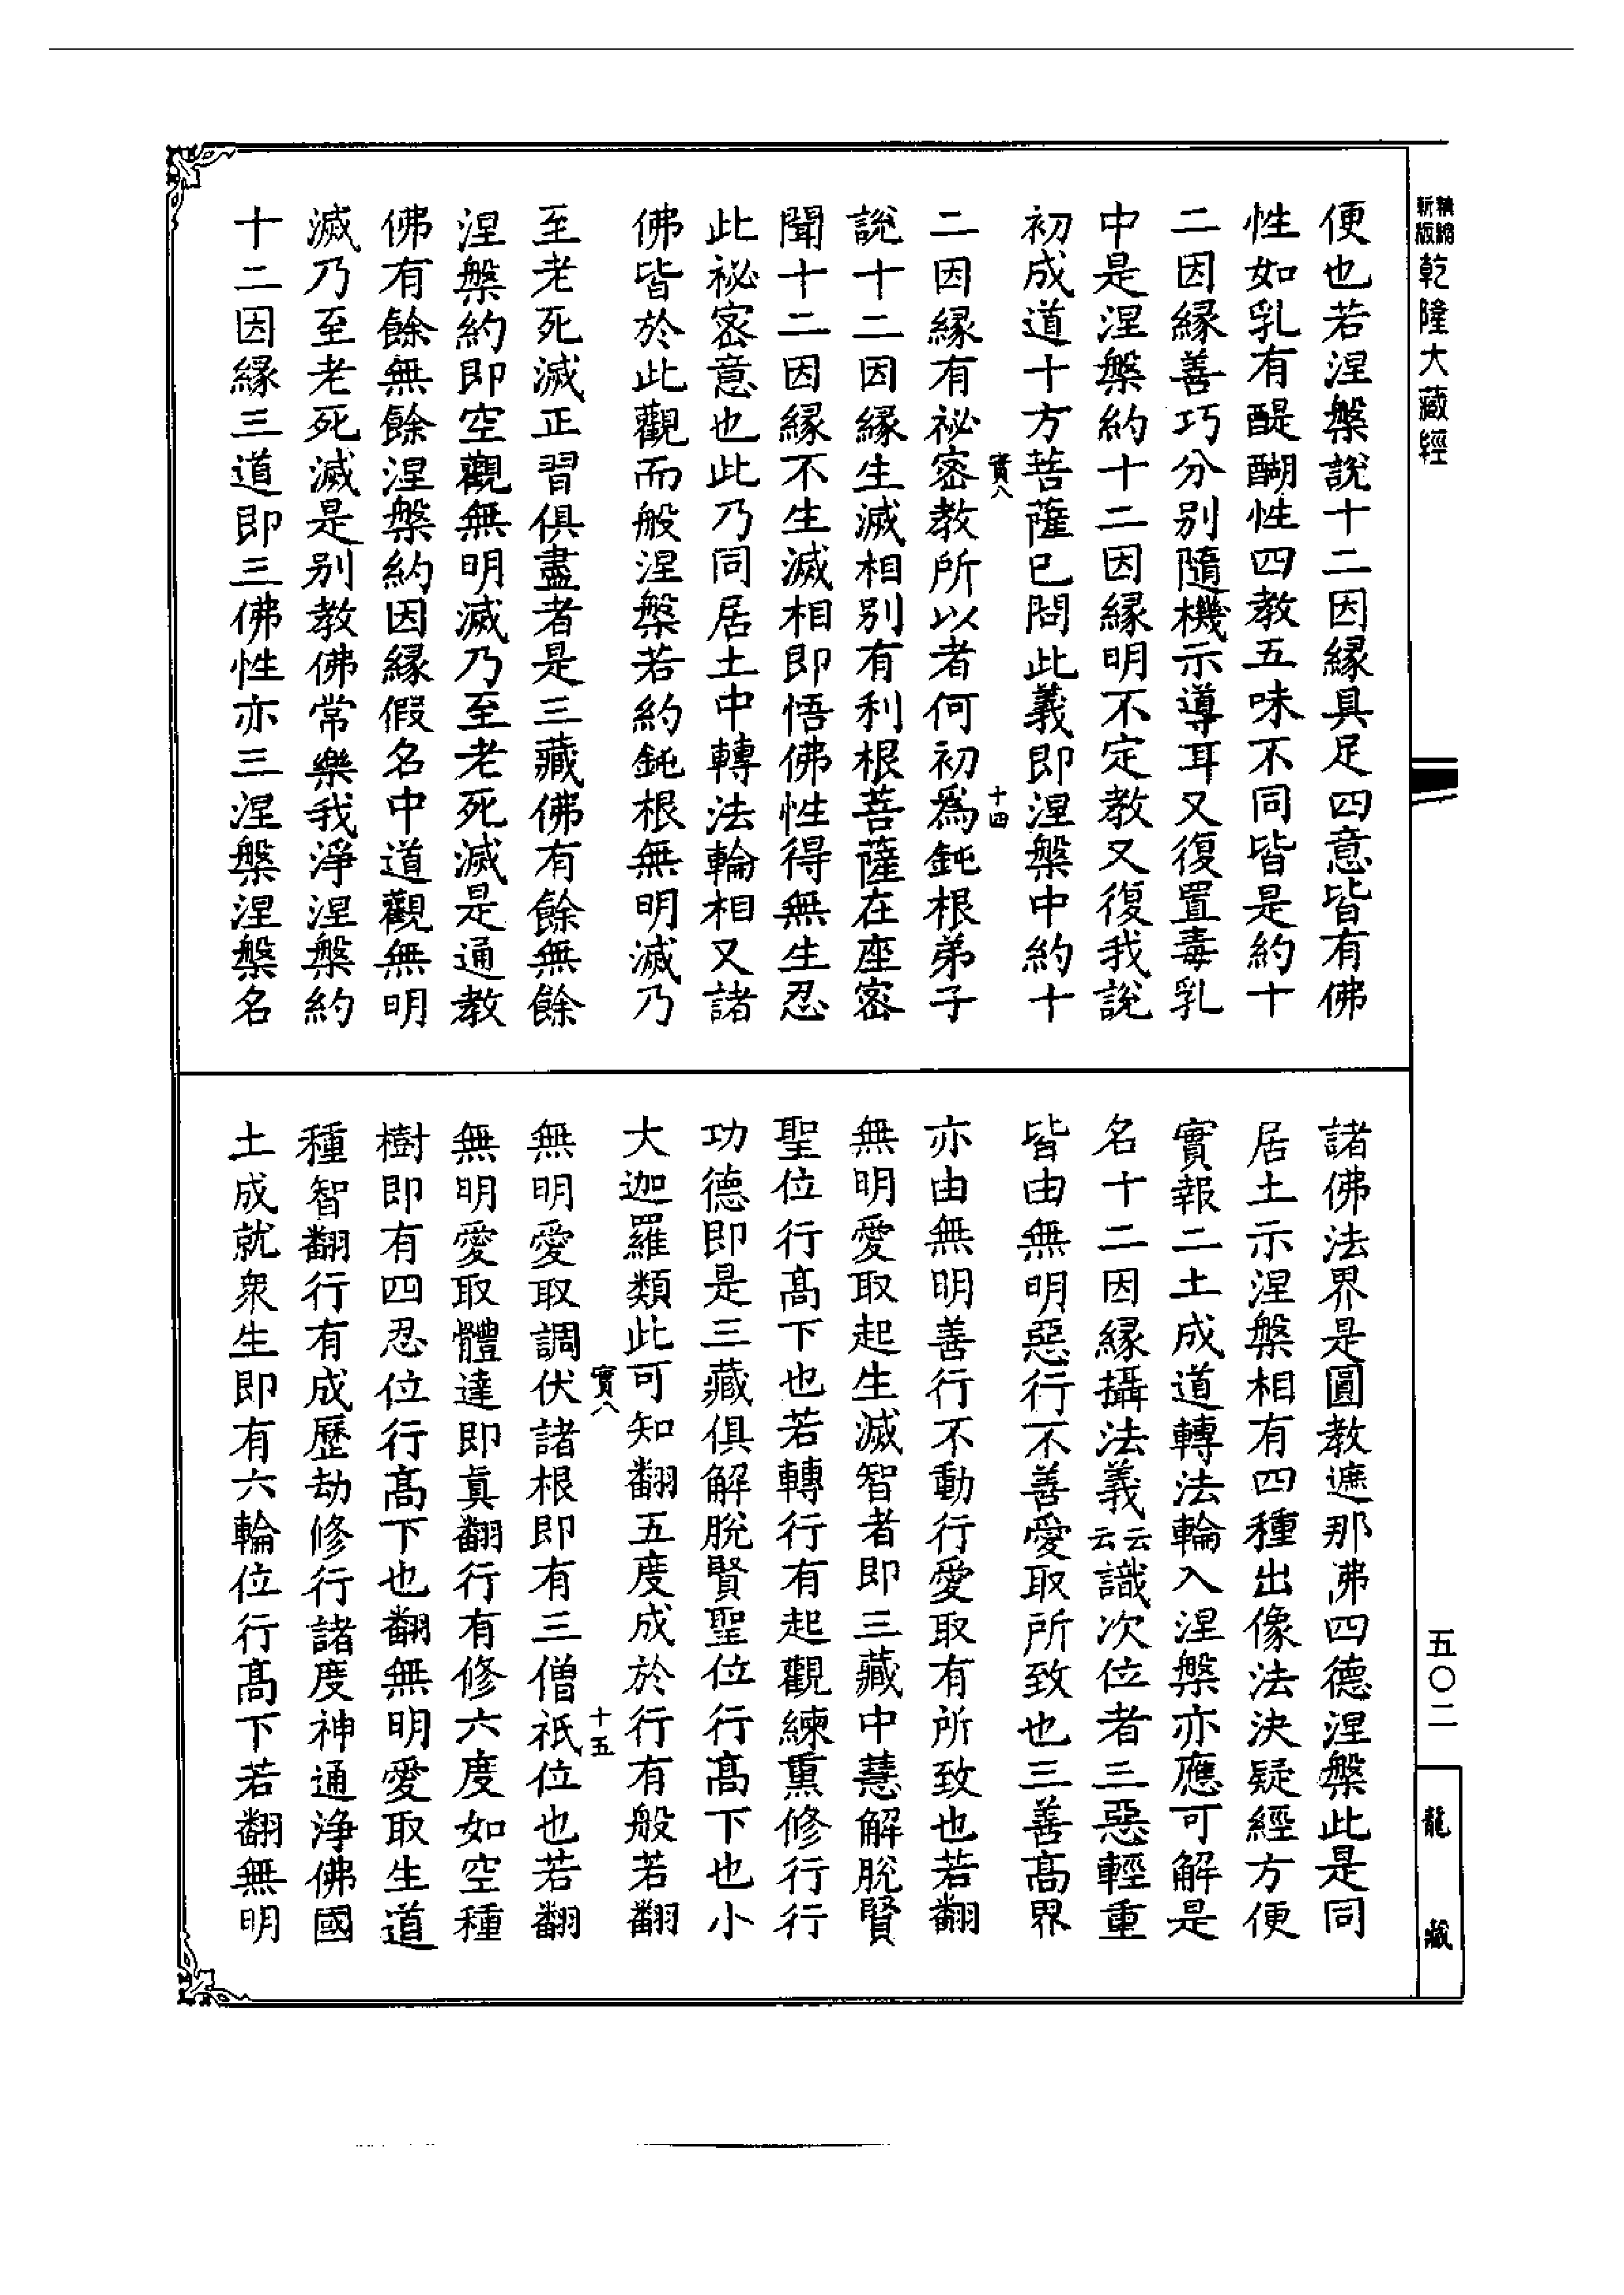 新版
精縮
乾隆大藏經
便也若涅槃說十二因緣具足四意皆有佛
性如乳有醍醐性四教五味不同皆是約十
二因緣善巧分別隨機示導耳又復置毒乳
中是涅槃約十二因緣明不定教又復我說
初成道十方菩薩已問此義即涅槃中約十
實八
十四
二因緣有祕密教所以者何初為鈍根弟子
說十二因緣生滅相別有利根菩薩在座密
聞十二因緣不生滅相即悟佛性得無生忍
此祕密意也此乃同居土中轉法輪相又諸
佛皆於此觀而般涅槃若約鈍根無明滅乃
至老死滅正習俱盡者是三藏佛有餘無餘
涅槃約即空觀無明滅乃至老死滅是通教
佛有餘無餘涅槃約因緣假名中道觀無明
滅乃至老死滅是別教佛常樂我淨涅槃約
十二因緣三道即三佛性亦三涅槃涅槃名
諸佛法界是圓教遮那佛四德涅槃此是同
居土示涅槃相有四種出像法決疑經方便
實報二土成道轉法輪入涅槃亦應可解是
名十二因緣攝法義云云識次位者三惡輕重
皆由無明惡行不善愛取所致也三善高界
亦由無明善行不動行愛取有所致也若翻
無明愛取起生滅智者即三藏中慧解脫賢
聖位行高下也若轉行有起觀練熏修行行
功德即是三藏俱解脫賢聖位行高下也小
大迦羅類此可知翻五度成於行有般若翻
實八
十五
無明愛取調伏諸根即有三僧祇位也若翻
無明愛取體達即真翻行有修六度如空種
樹即有四忍位行高下也翻無明愛取生道
種智翻行有成歷劫修行諸度神通淨佛國
土成就眾生即有六輪位行高下若翻無明
五〇二
龍藏